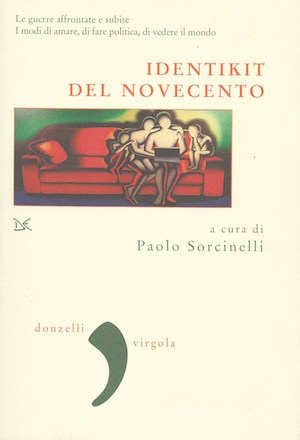 Le guerre affrontate e subite
I modi di amare, di fare politica, di vedere il mondo
IDENTIKIT
DEL NOVECENTO
a cura di
Paolo Sorcinelli
donzelli
virgola